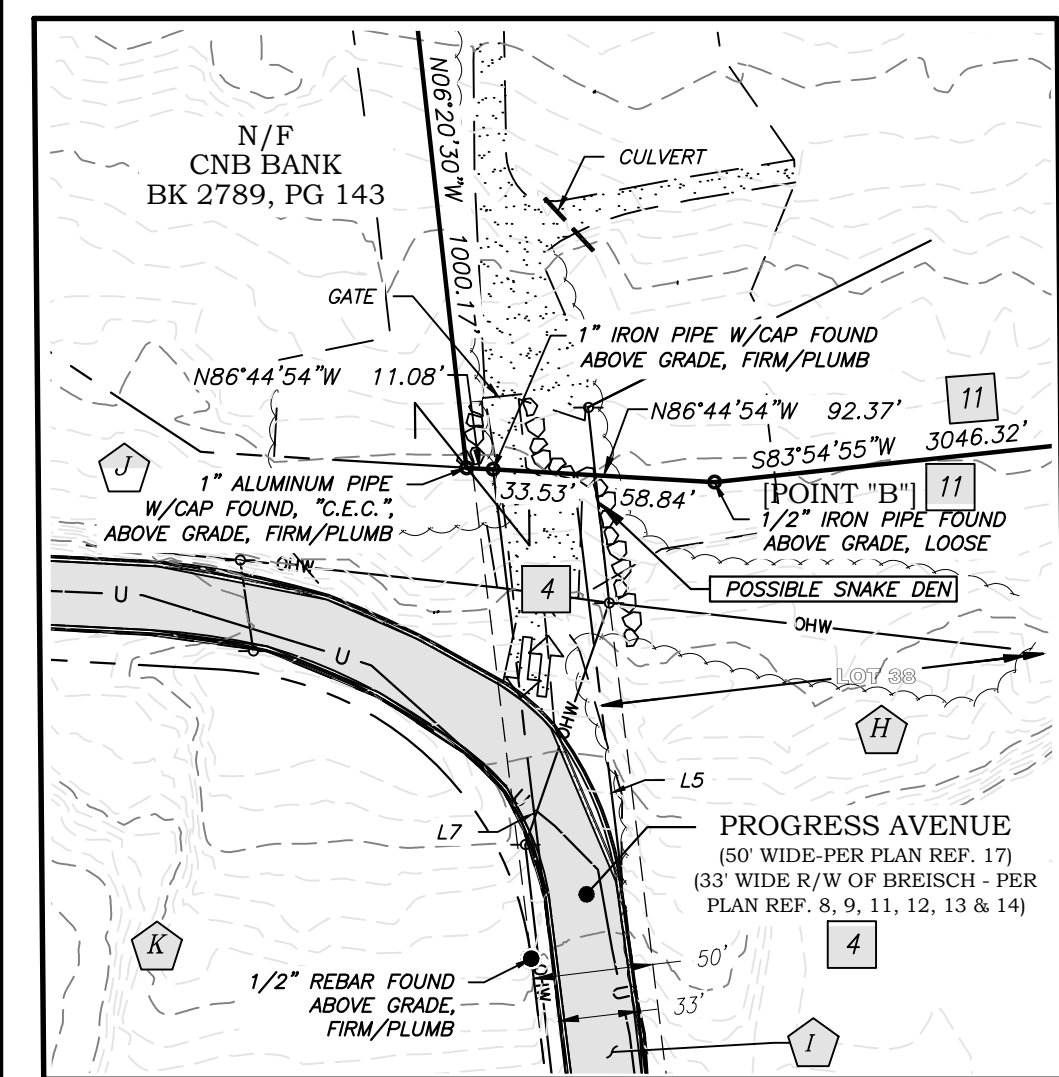 N/F
CNB BANK
BK 2789, PG 143
N06°20'30"W 1000.17'
CULVERT
GATE
1" IRON PIPE W/CAP FOUND
ABOVE GRADE, FIRM/PLUMB
N86°44'54"W 11.08'
N86°44'54"W 92.37'
11
S83°54'55"W 3046.32'
J
1" ALUMINUM PIPE
W/CAP FOUND, "C.E.C.",
ABOVE GRADE, FIRM/PLUMB
33.53'
58.84'
[POINT "B"]
11
1/2" IRON PIPE FOUND
ABOVE GRADE, LOOSE
OHW
4
POSSIBLE SNAKE DEN
U
OHW
U
LOT 38
OHW
H
L5
L7
PROGRESS AVENUE
(50' WIDE-PER PLAN REF. 17)
(33' WIDE R/W OF BREISCH - PER
PLAN REF. 8, 9, 11, 12, 13 & 14)
K
4
1/2" REBAR FOUND
ABOVE GRADE,
FIRM/PLUMB
OHW
50'
U
33'
I